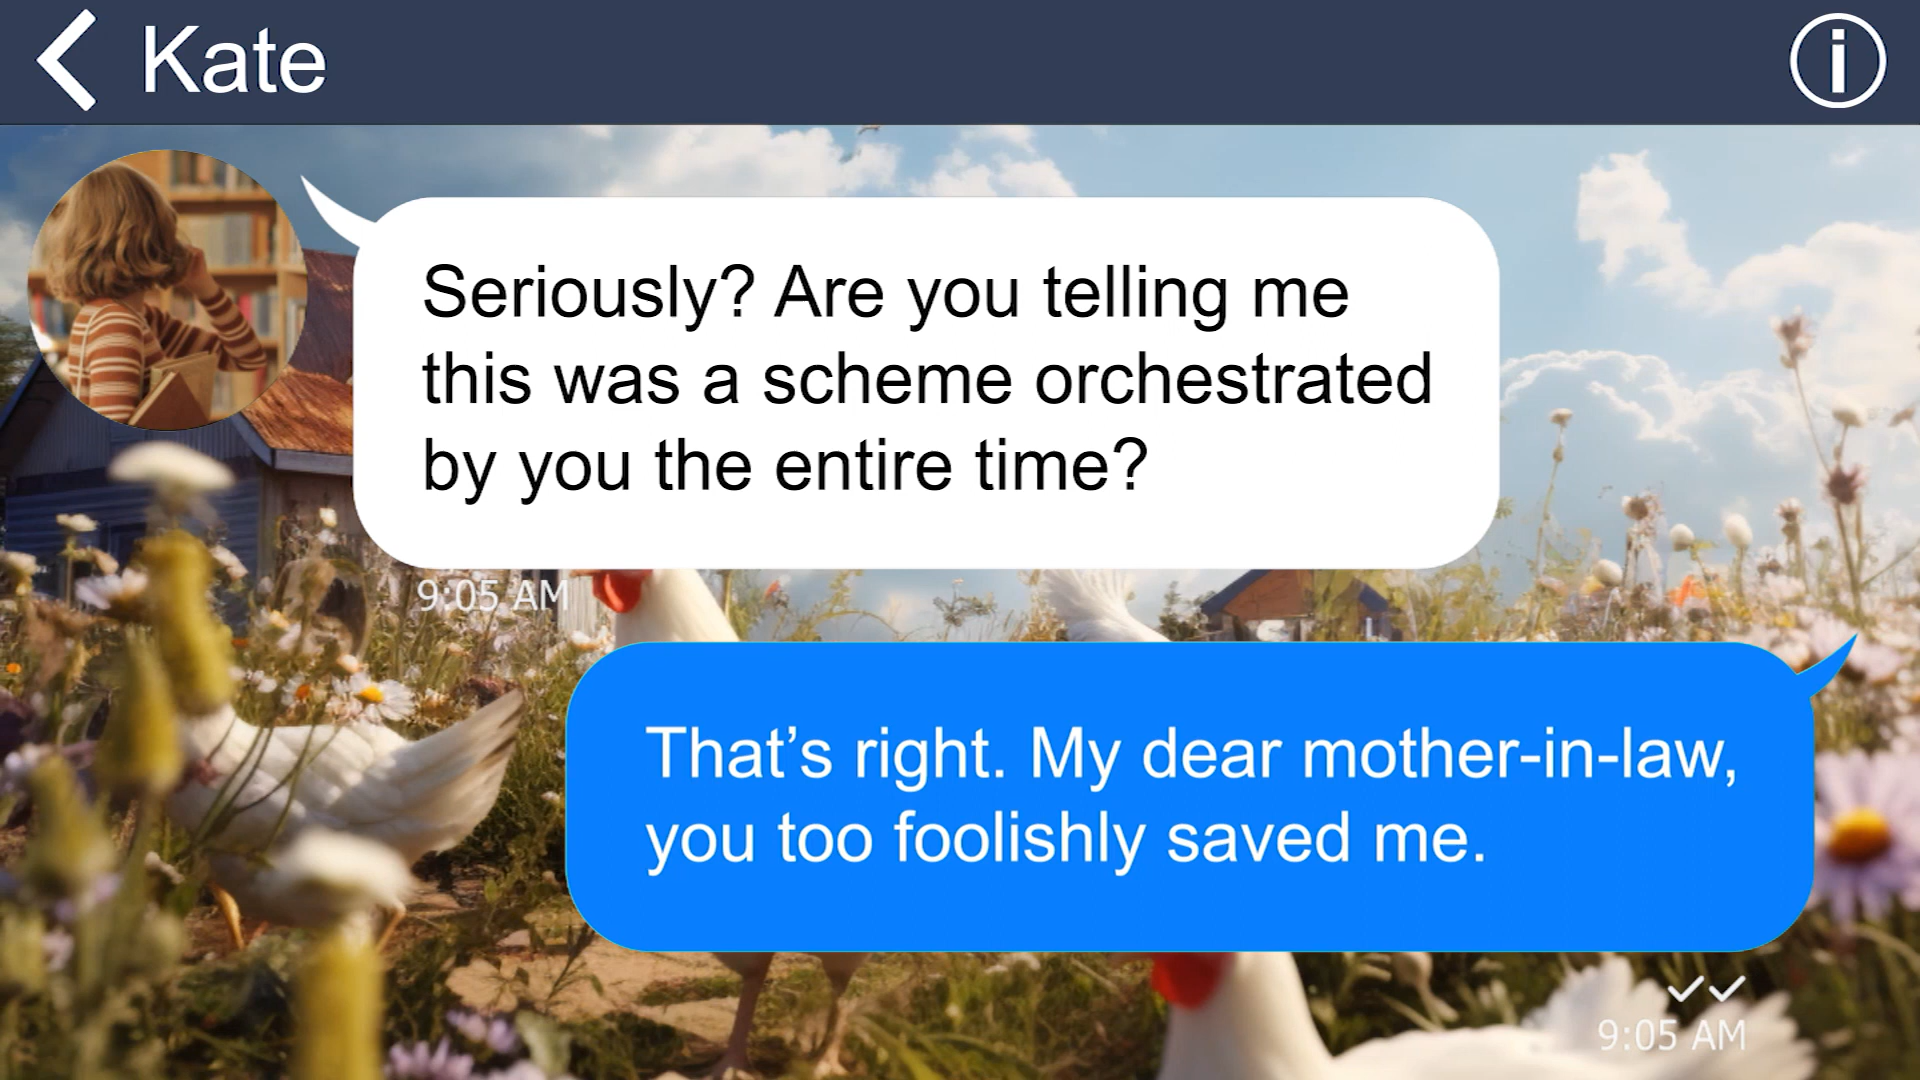 Kate
Seriously? Are you telling me
this was a scheme orchestrated
by you the entire time?
9:05 AM
That’s right. My dear mother-in-law,
you too foolishly saved me.
9:05 AM